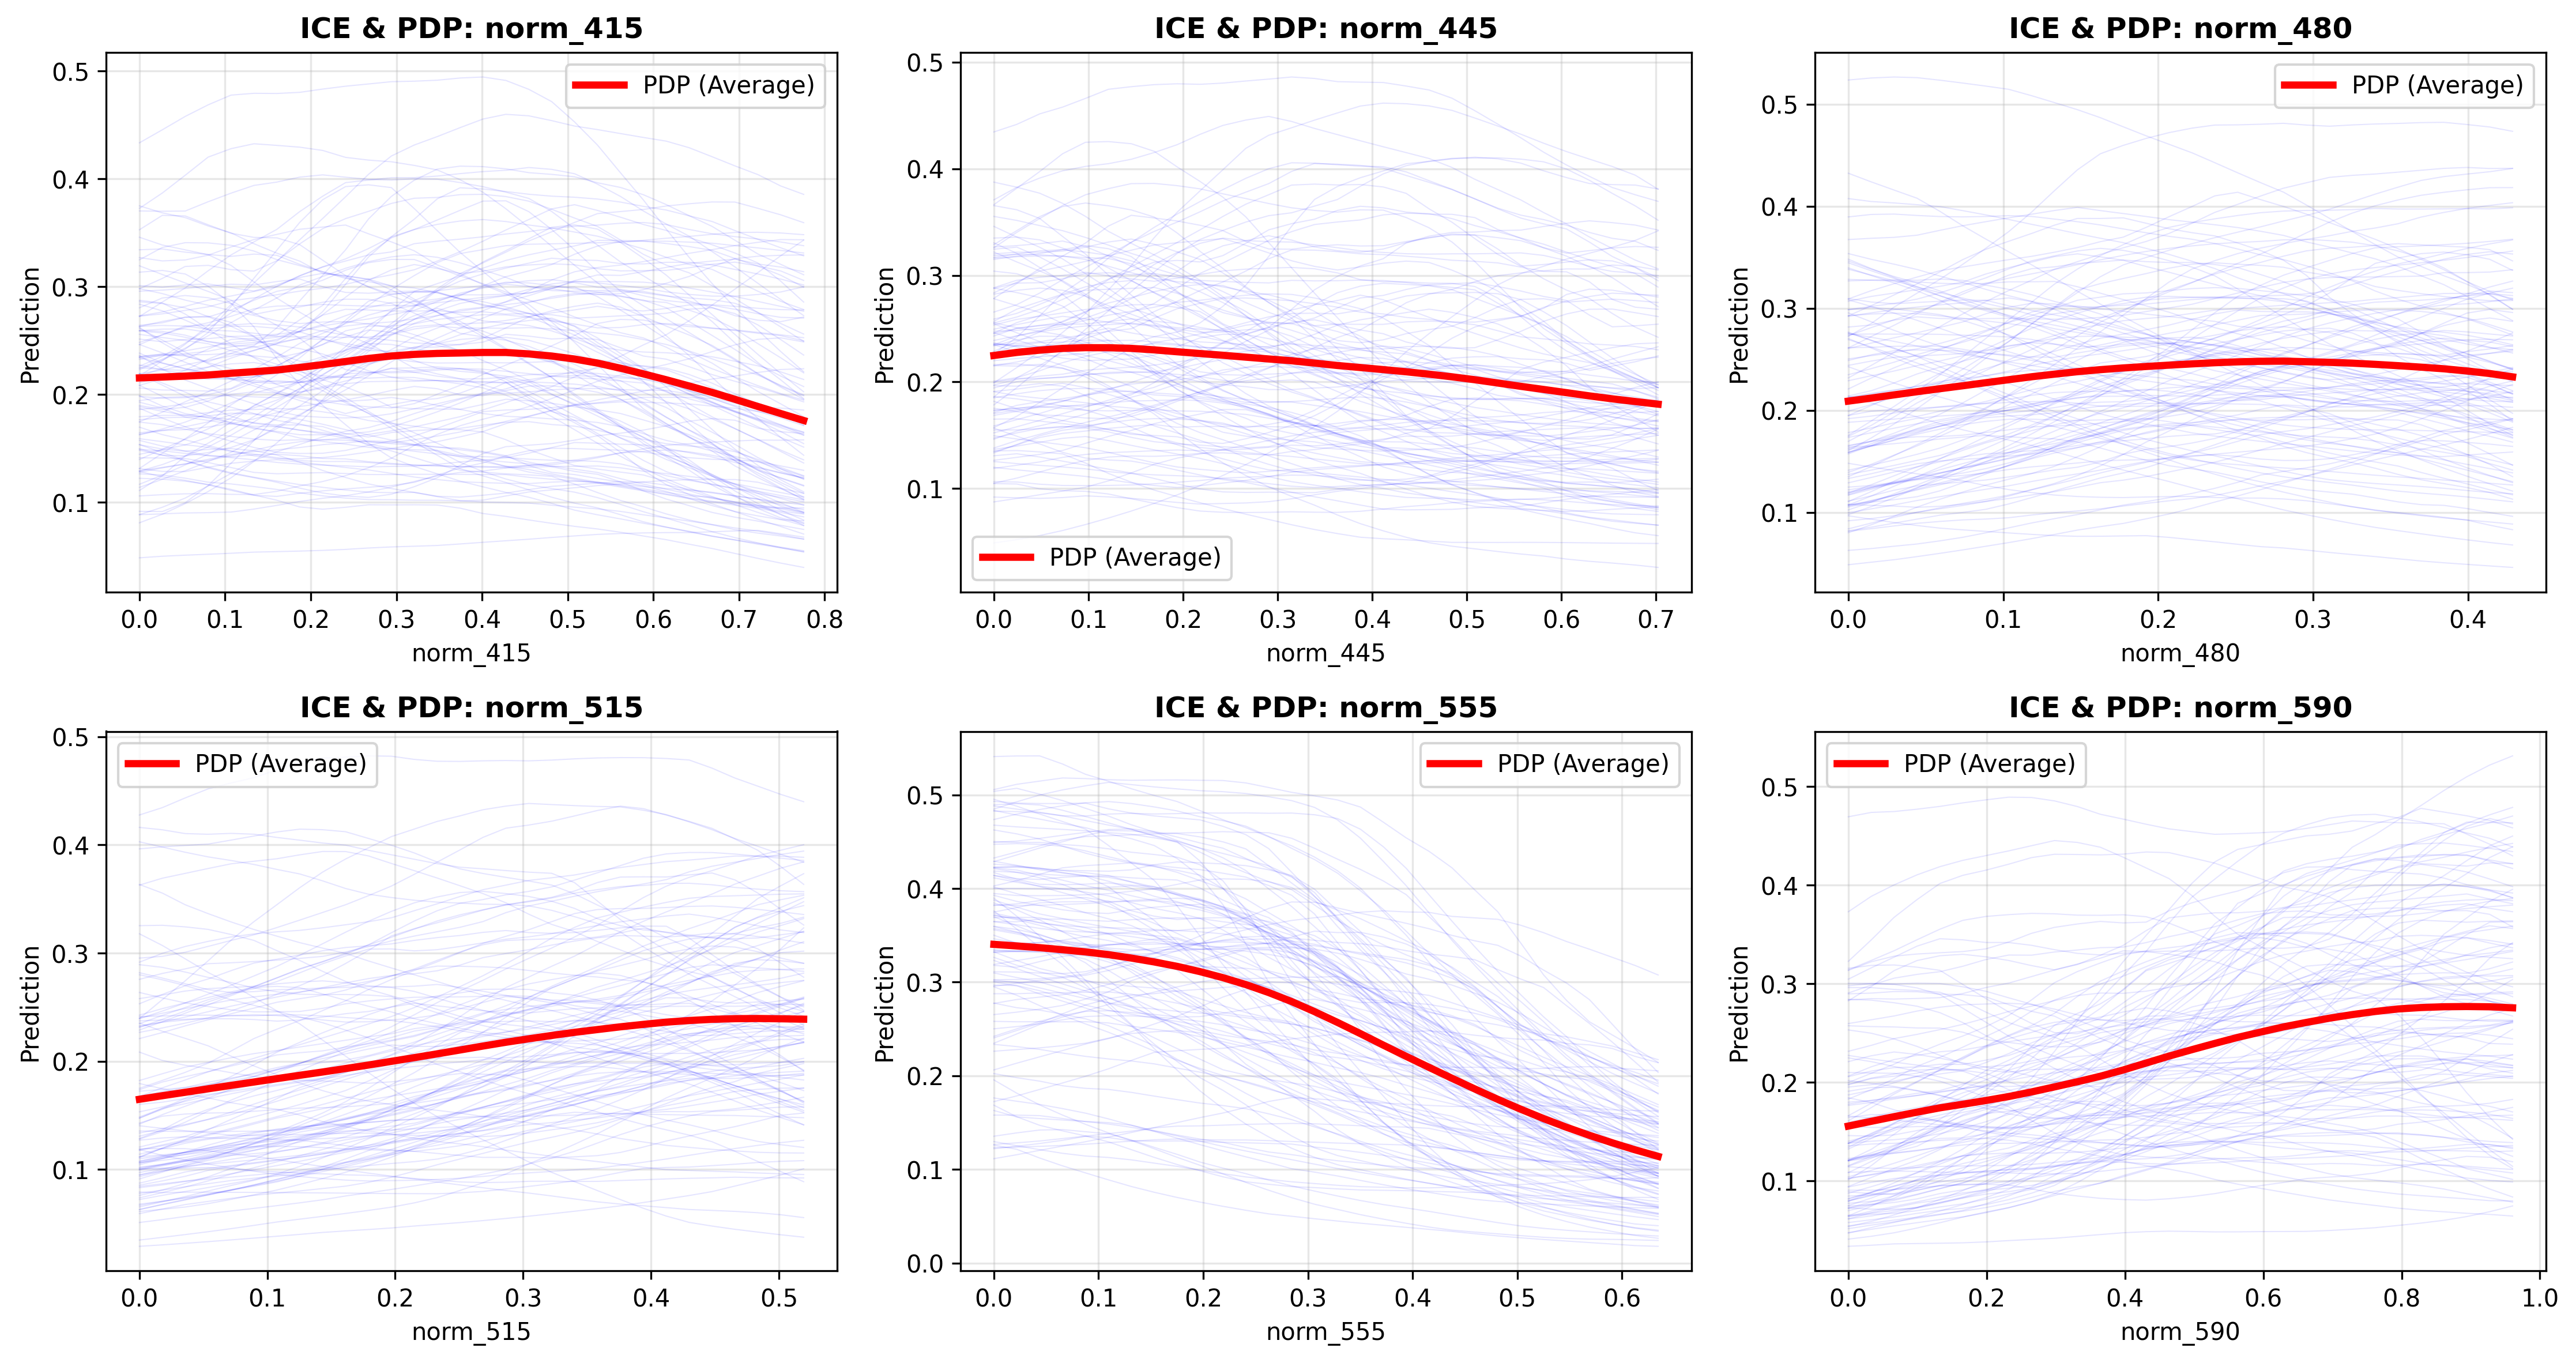 ICE & PDP: norm_415
PDP (Average)
Prediction
0.5
0.4
0.3
0.2
0.1
0.0 0.1 0.2 0.3 0.4 0.5 0.6 0.7 0.8
norm_415
ICE & PDP: norm_445
PDP (Average)
Prediction
0.5
0.4
0.3
0.2
0.1
0.0 0.1 0.2 0.3 0.4 0.5 0.6 0.7
norm_445
ICE & PDP: norm_480
PDP (Average)
Prediction
0.5
0.4
0.3
0.2
0.1
0.0 0.1 0.2 0.3 0.4
norm_480
ICE & PDP: norm_515
PDP (Average)
Prediction
0.5
0.4
0.3
0.2
0.1
0.0 0.1 0.2 0.3 0.4 0.5
norm_515
ICE & PDP: norm_555
PDP (Average)
Prediction
0.5
0.4
0.3
0.2
0.1
0.0
0.0 0.1 0.2 0.3 0.4 0.5 0.6
norm_555
ICE & PDP: norm_590
PDP (Average)
Prediction
0.5
0.4
0.3
0.2
0.1
0.0 0.2 0.4 0.6 0.8 1.0
norm_590